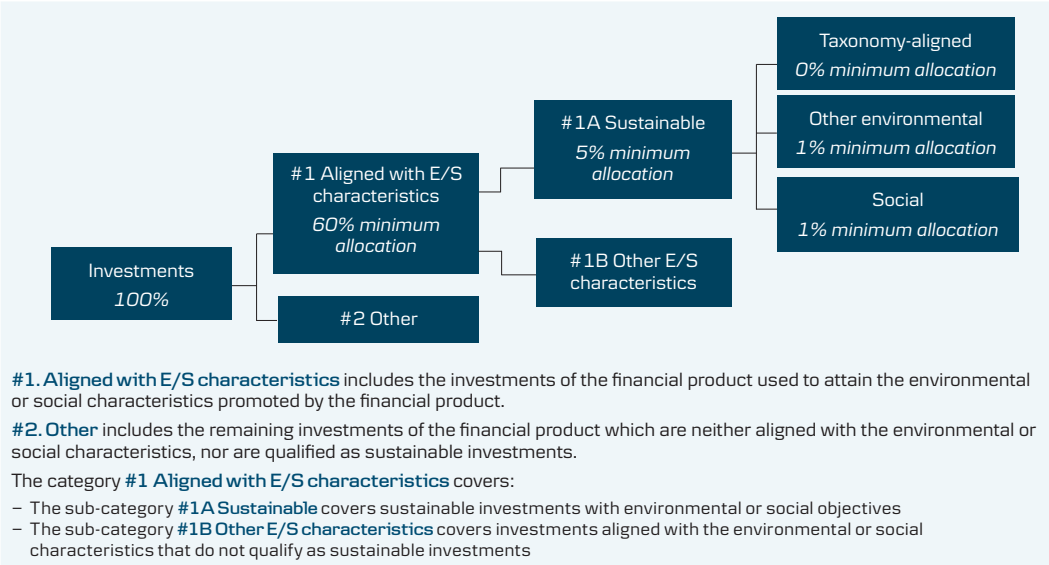 Investments
100%
#1 Aligned with E/S
characteristics
60% minimum
allocation
#2 Other
#1A Sustainable
5% minimum
allocation
#1B Other E/S
characteristics
Taxonomy-aligned
0% minimum allocation
Other environmental
1% minimum allocation
Social
1% minimum allocation
#1. Aligned with E/S characteristics includes the investments of the financial product used to attain the environmental
or social characteristics promoted by the financial product.
#2. Other includes the remaining investments of the financial product which are neither aligned with the environmental or
social characteristics, nor are qualified as sustainable investments.
The category #1 Aligned with E/S characteristics covers:
– The sub-category #1A Sustainable covers sustainable investments with environmental or social objectives
– The sub-category #1B Other E/S characteristics covers investments aligned with the environmental or social
characteristics that do not qualify as sustainable investments